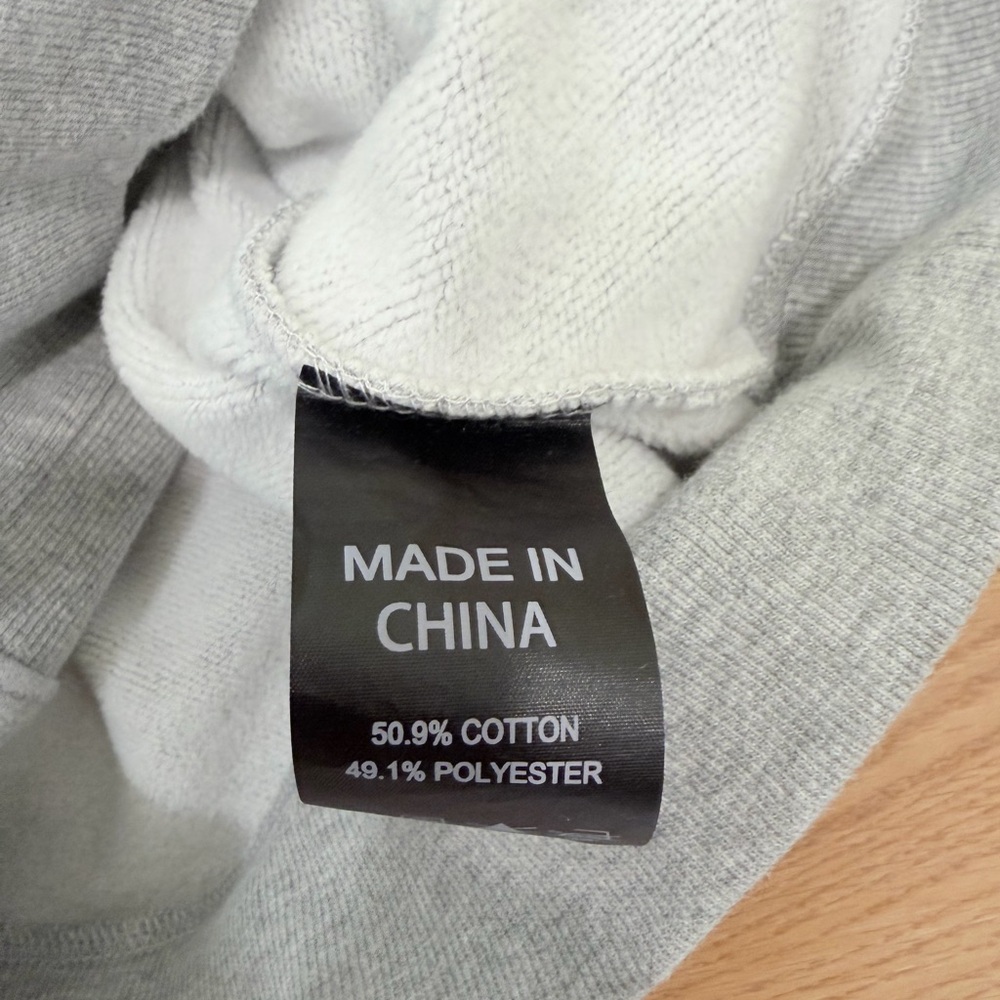 MADE IN
CHINA
50.9% COTTON
49.1% POLYESTER